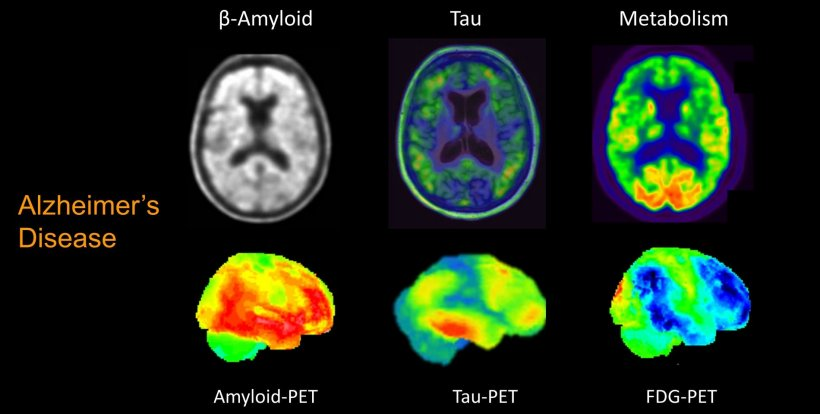 β-Amyloid
Tau
Metabolism
Alzheimer's
Disease
Amyloid-PET
Tau-PET
FDG-PET